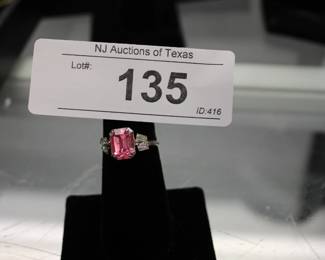 NJ Auctions of Texas
Lot#:
135
ID:416